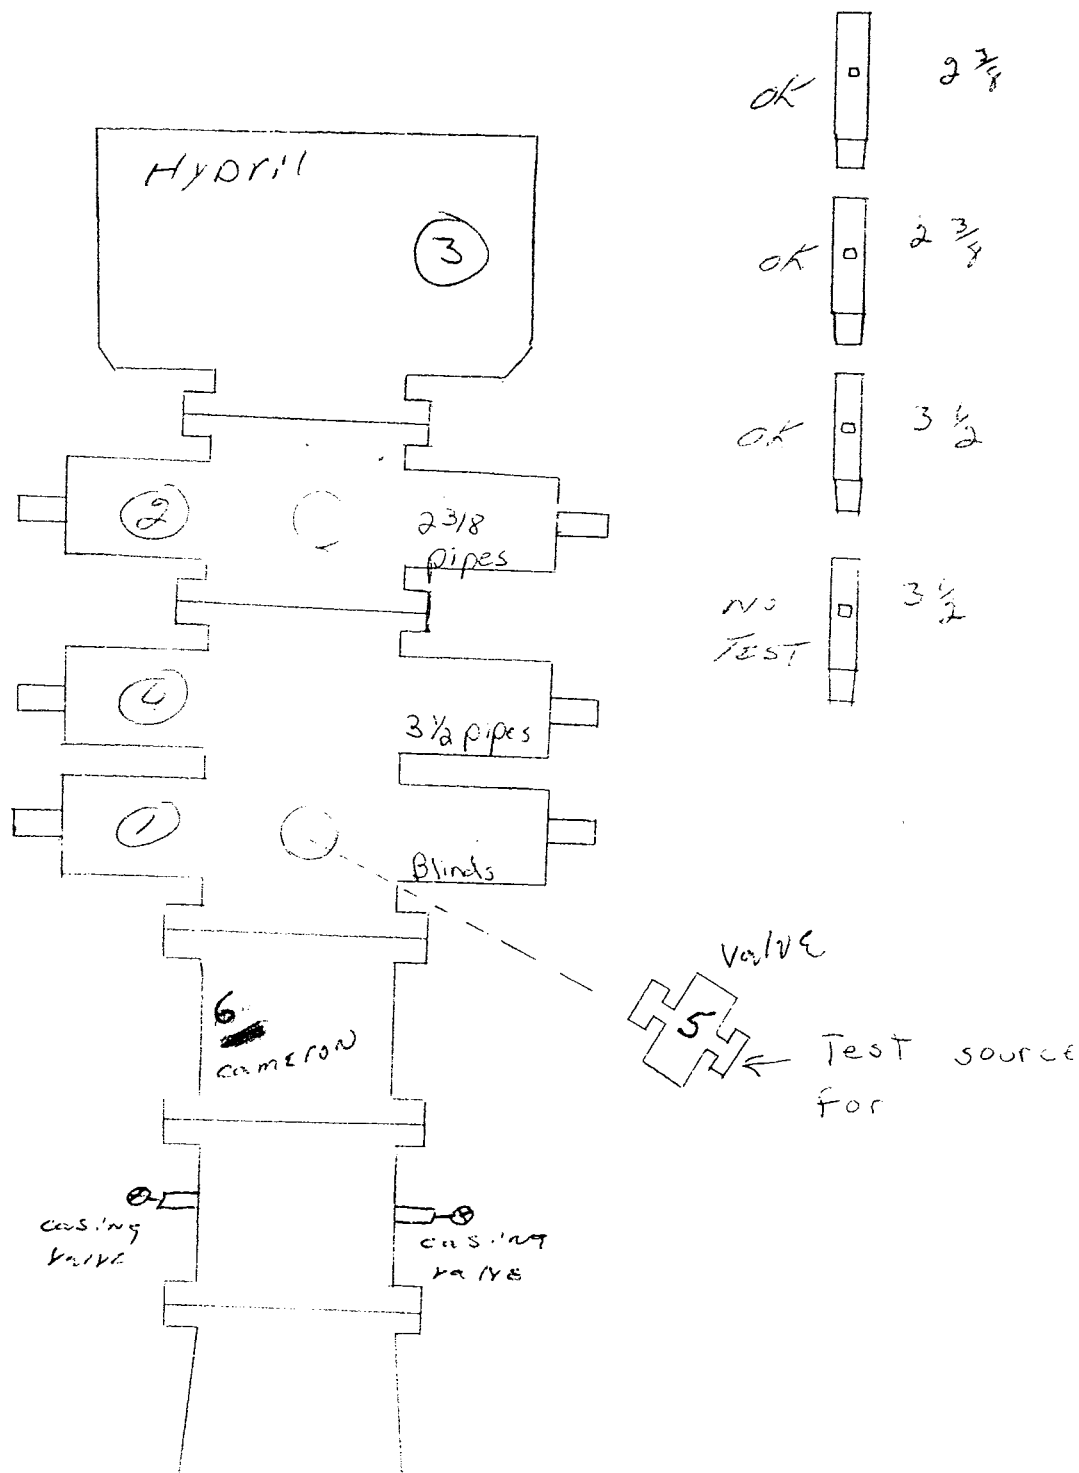 OK
2 3/8
HyDril
3
OK
2 3/8
OK
3 1/2
2
2 3/8
pipes
NO
TEST
3 1/2
4
3 1/2 pipes
1
Blinds
valve
5
Test source
For
6
cameron
casing
valve
casing
valve